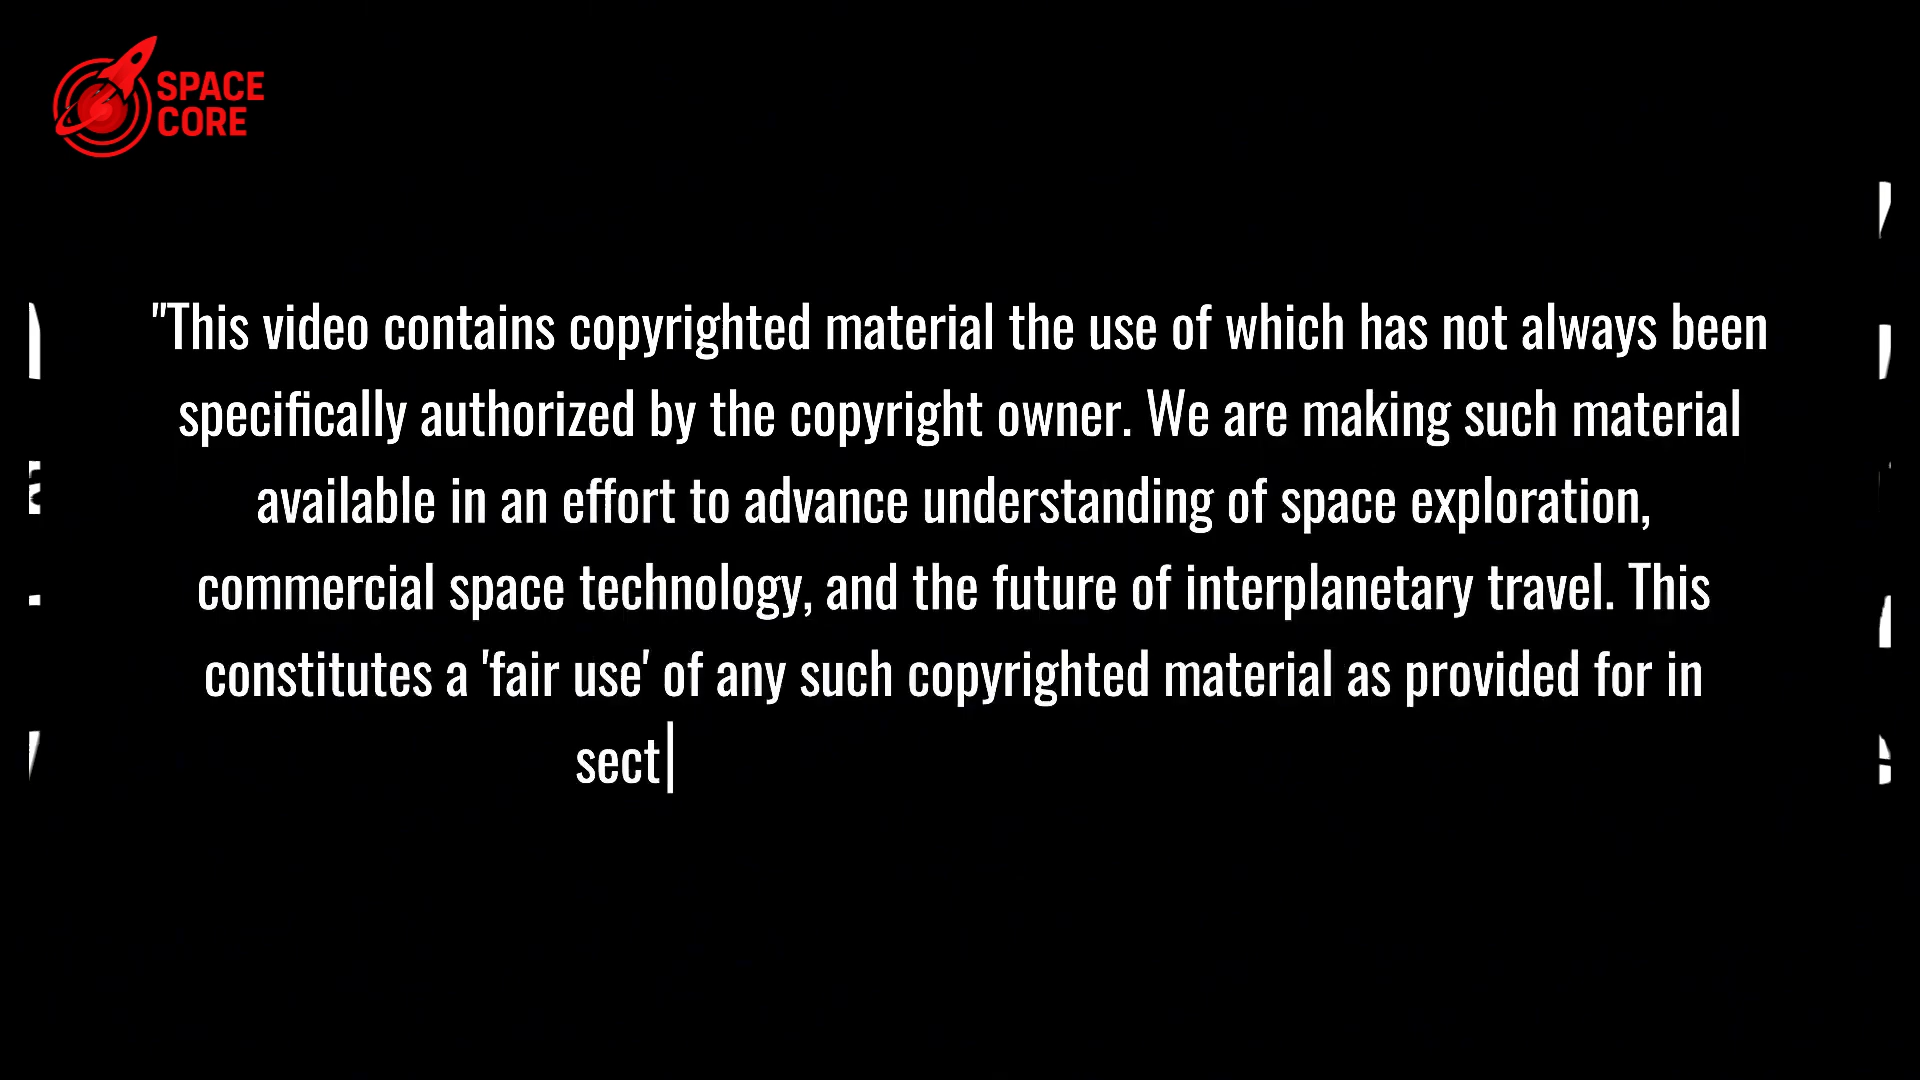 SPACE
CORE
"This video contains copyrighted material the use of which has not always been
specifically authorized by the copyright owner. We are making such material
available in an effort to advance understanding of space exploration,
commercial space technology, and the future of interplanetary travel. This
constitutes a 'fair use' of any such copyrighted material as provided for in
sect